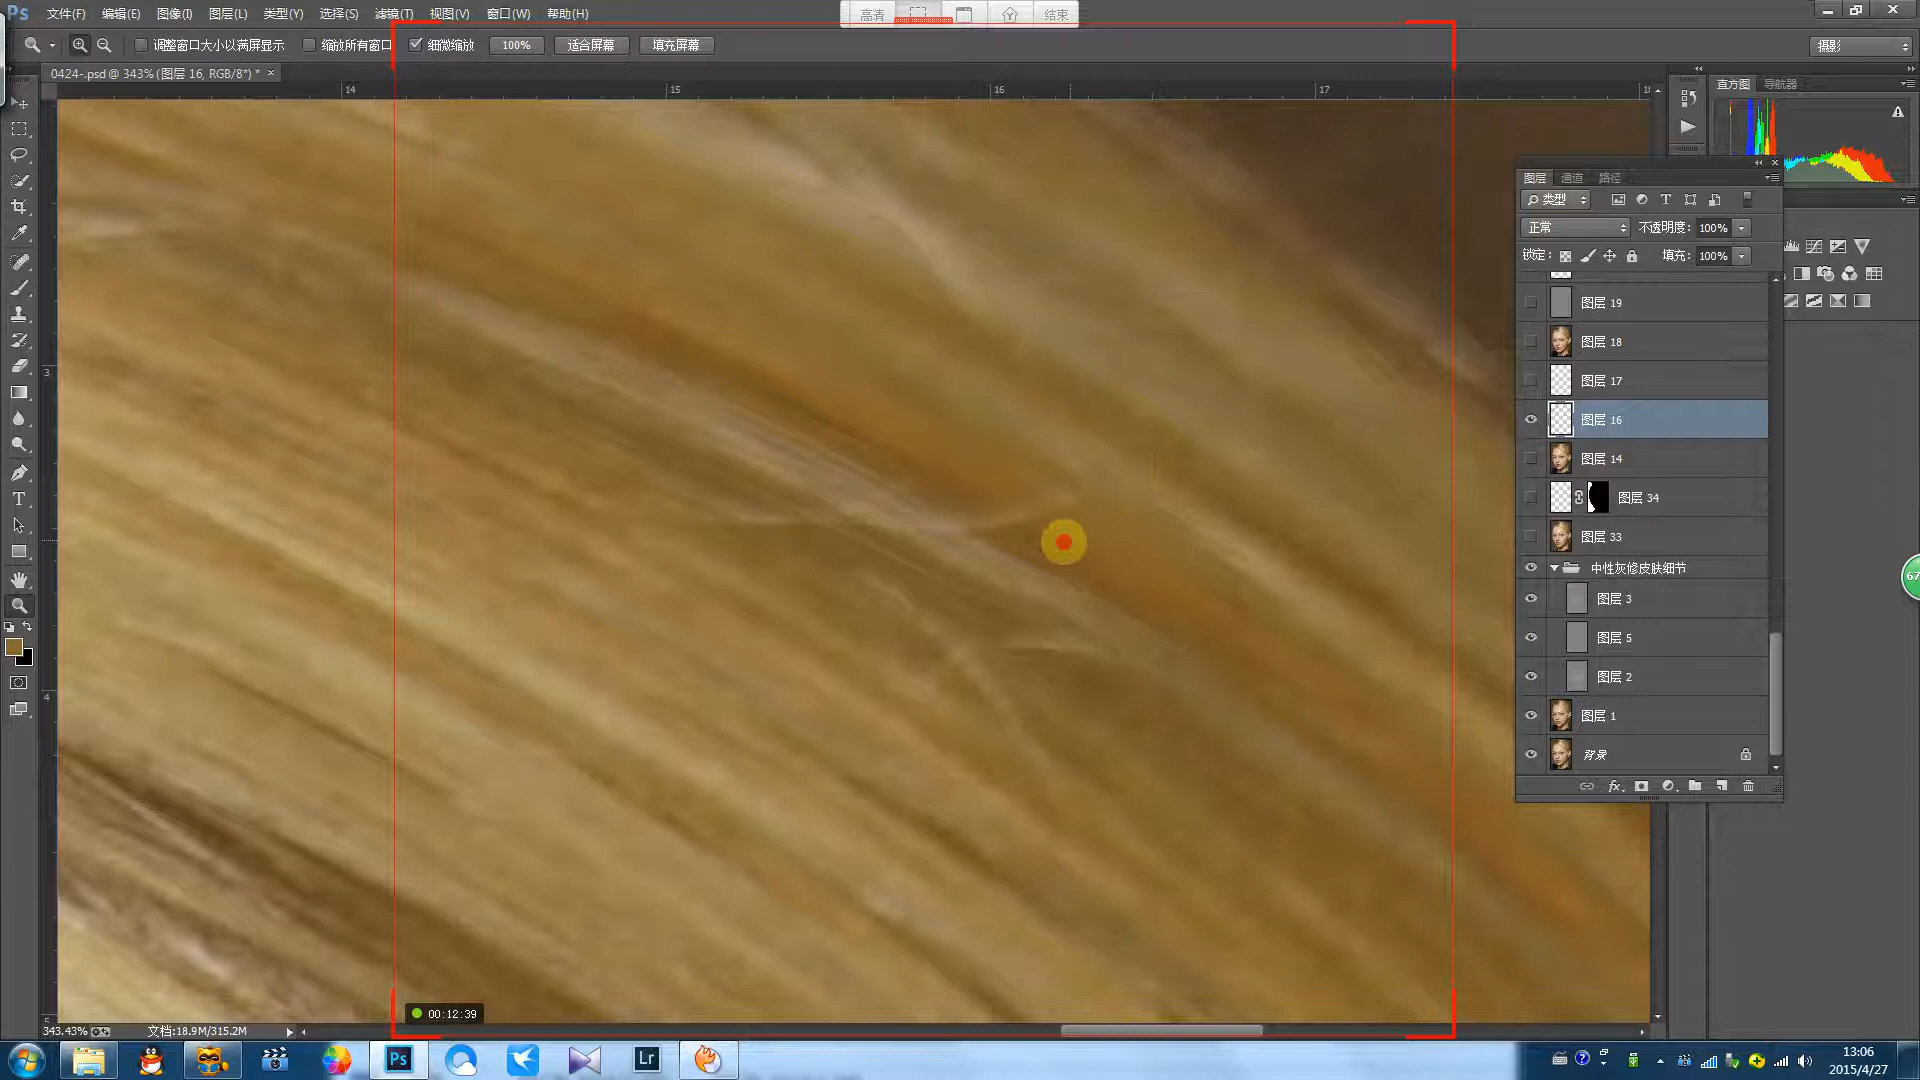 Ps 文件(F) 编辑(E) 图像(I) 图层(L) 类型(Y) 选择(S) 滤镜(T) 视图(V) 窗口(W) 帮助(H)
高清 结束
调整窗口大小以满屏显示 缩放所有窗口 细微缩放 100% 适合屏幕 填充屏幕 摄影
0424-.psd @ 343% (图层 16, RGB/8*) * ×
14 15 16 17
3
4
直方图 导航器
图层 通道 路径
类型
正常 不透明度: 100%
锁定: 填充: 100%
图层 19
图层 18
图层 17
图层 16
图层 14
图层 34
图层 33
中性灰修皮肤细节
图层 3
图层 5
图层 2
图层 1
背景
fx
67
00:12:39
343.43% 文档:18.9M/315.2M
Ps Lr
13:06
2015/4/27